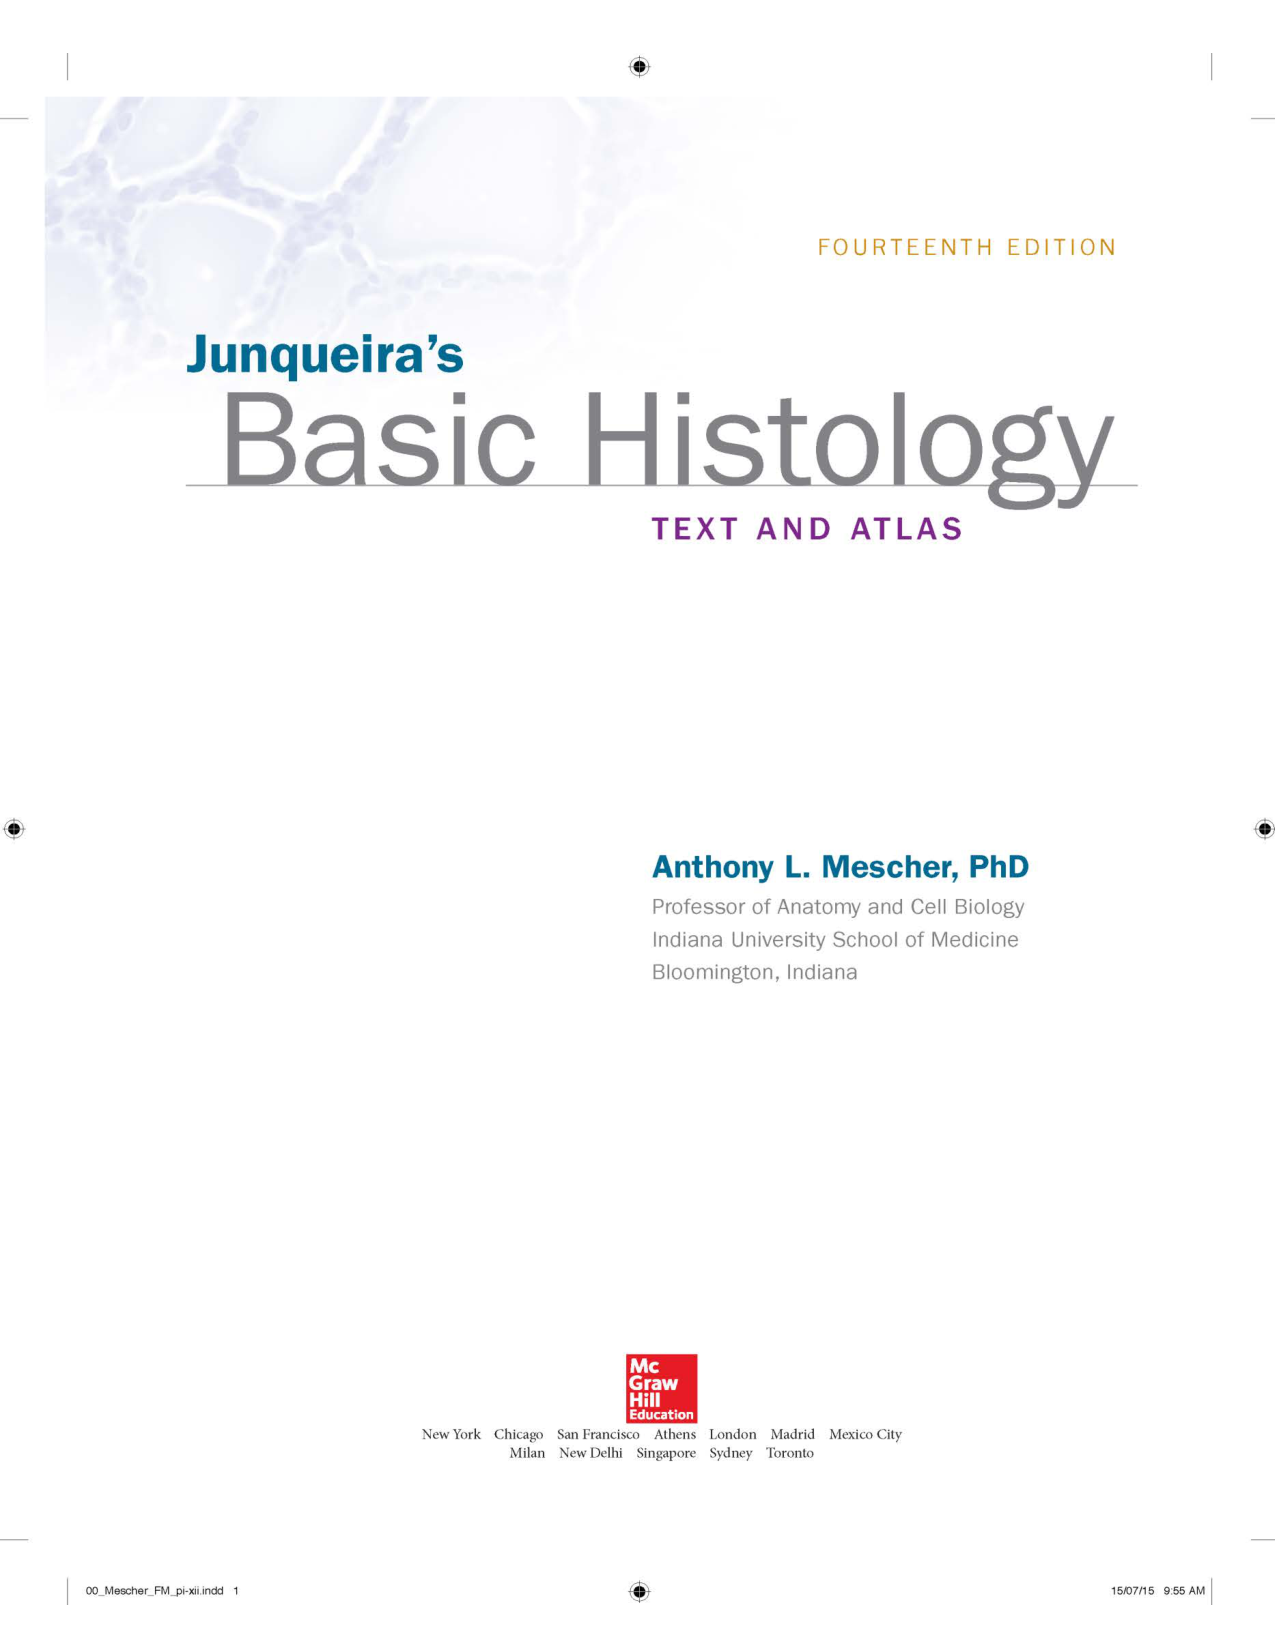 FOURTEENTH EDITION
Junqueira’s
Basic Histology
TEXT AND ATLAS
Anthony L. Mescher, PhD
Professor of Anatomy and Cell Biology
Indiana University School of Medicine
Bloomington, Indiana
Mc
Graw
Hill
Education
New York Chicago San Francisco Athens London Madrid Mexico City
Milan New Delhi Singapore Sydney Toronto
00_Mescher_FM_pi-xii.indd 1
15/07/15 9:55 AM